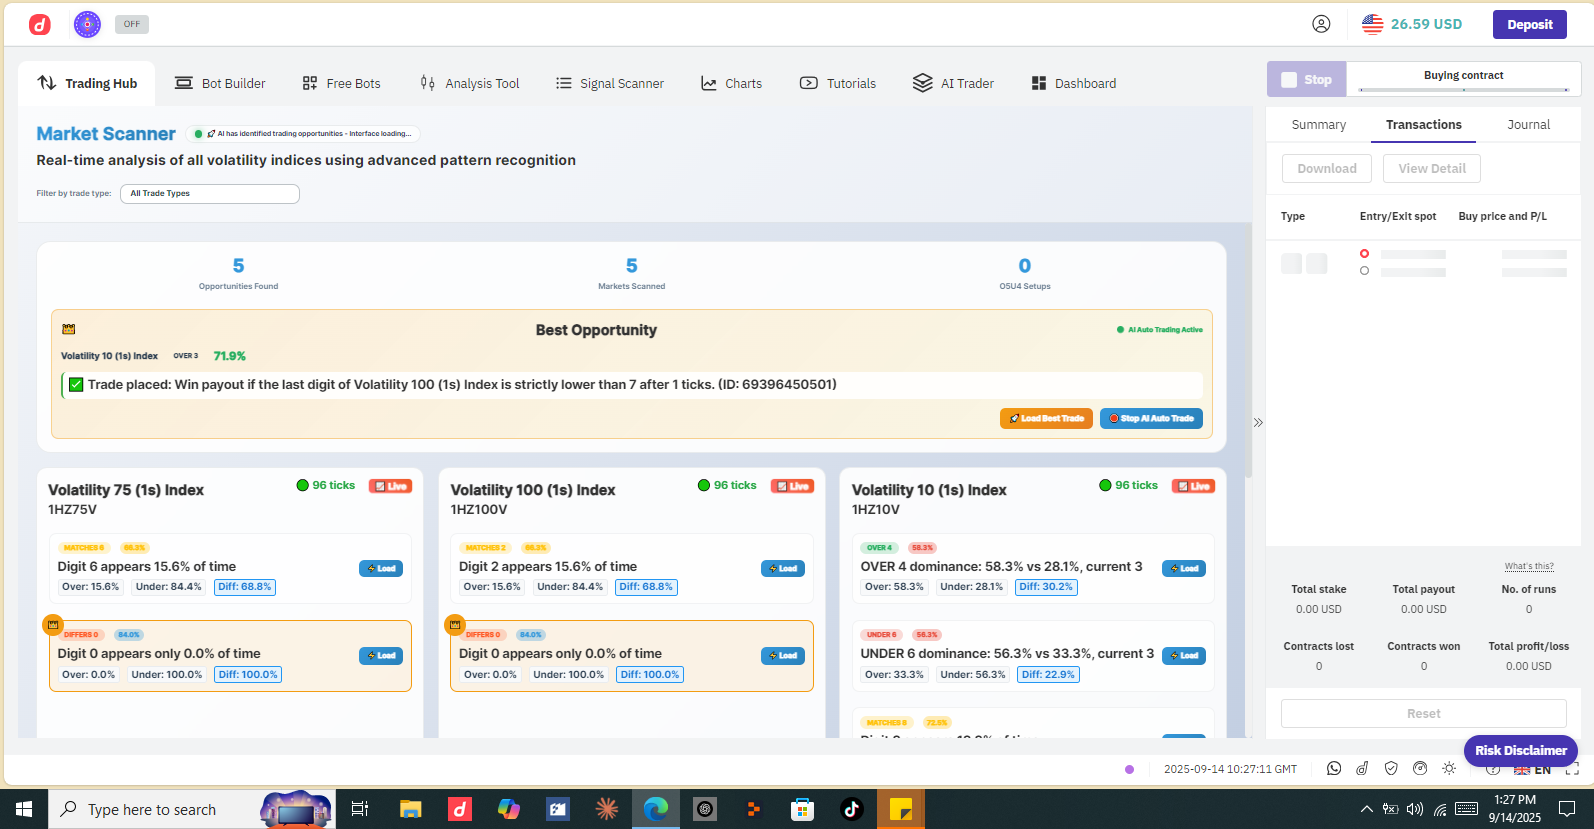 OFF
26.59 USD
Deposit
Trading Hub
Bot Builder
Free Bots
Analysis Tool
Signal Scanner
Charts
Tutorials
AI Trader
Dashboard
Stop
Buying contract
Market Scanner
AI has identified trading opportunities - Interface loading...
Real-time analysis of all volatility indices using advanced pattern recognition
Filter by trade type:
All Trade Types
Summary
Transactions
Journal
Download
View Detail
Type
Entry/Exit spot
Buy price and P/L
5
Opportunities Found
5
Markets Scanned
0
O5U4 Setups
Best Opportunity
AI Auto Trading Active
Volatility 10 (1s) Index OVER 3 71.9%
Trade placed: Win payout if the last digit of Volatility 100 (1s) Index is strictly lower than 7 after 1 ticks. (ID: 69396450501)
Load Best Trade
Stop AI Auto Trade
Volatility 75 (1s) Index
96 ticks
Live
1HZ75V
MATCHES 6
66.3%
Digit 6 appears 15.6% of time
Load
Over: 15.6% Under: 84.4% Diff: 68.8%
DIFFERS 0
84.0%
Digit 0 appears only 0.0% of time
Load
Over: 0.0% Under: 100.0% Diff: 100.0%
Volatility 100 (1s) Index
96 ticks
Live
1HZ100V
MATCHES 2
66.3%
Digit 2 appears 15.6% of time
Load
Over: 15.6% Under: 84.4% Diff: 68.8%
DIFFERS 0
84.0%
Digit 0 appears only 0.0% of time
Load
Over: 0.0% Under: 100.0% Diff: 100.0%
Volatility 10 (1s) Index
96 ticks
Live
1HZ10V
OVER 4
58.3%
OVER 4 dominance: 58.3% vs 28.1%, current 3
Load
Over: 58.3% Under: 28.1% Diff: 30.2%
UNDER 6
56.3%
UNDER 6 dominance: 56.3% vs 33.3%, current 3
Load
Over: 33.3% Under: 56.3% Diff: 22.9%
What's this?
Total stake
0.00 USD
Total payout
0.00 USD
No. of runs
0
Contracts lost
0
Contracts won
0
Total profit/loss
0.00 USD
Reset
Risk Disclaimer
2025-09-14 10:27:11 GMT
EN
Type here to search
1:27 PM
9/14/2025